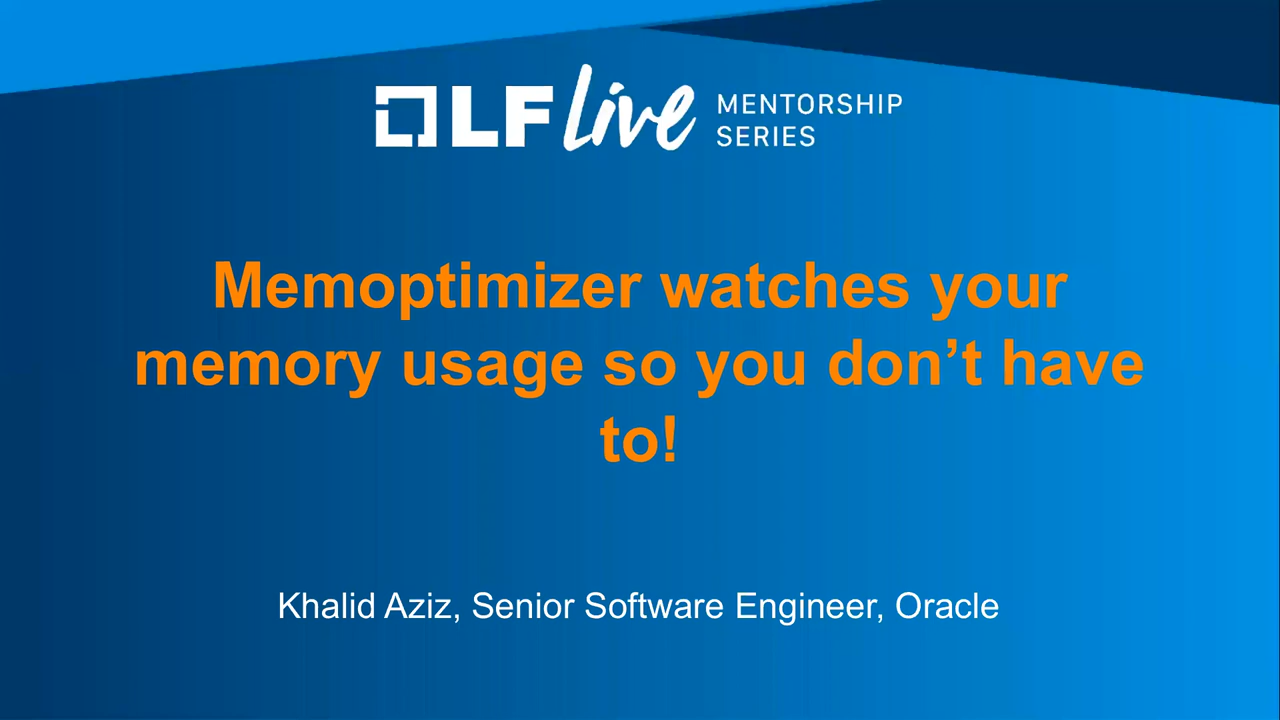 LF Live MENTORSHIP
SERIES
Memoptimizer watches your
memory usage so you don’t have
to!
Khalid Aziz, Senior Software Engineer, Oracle